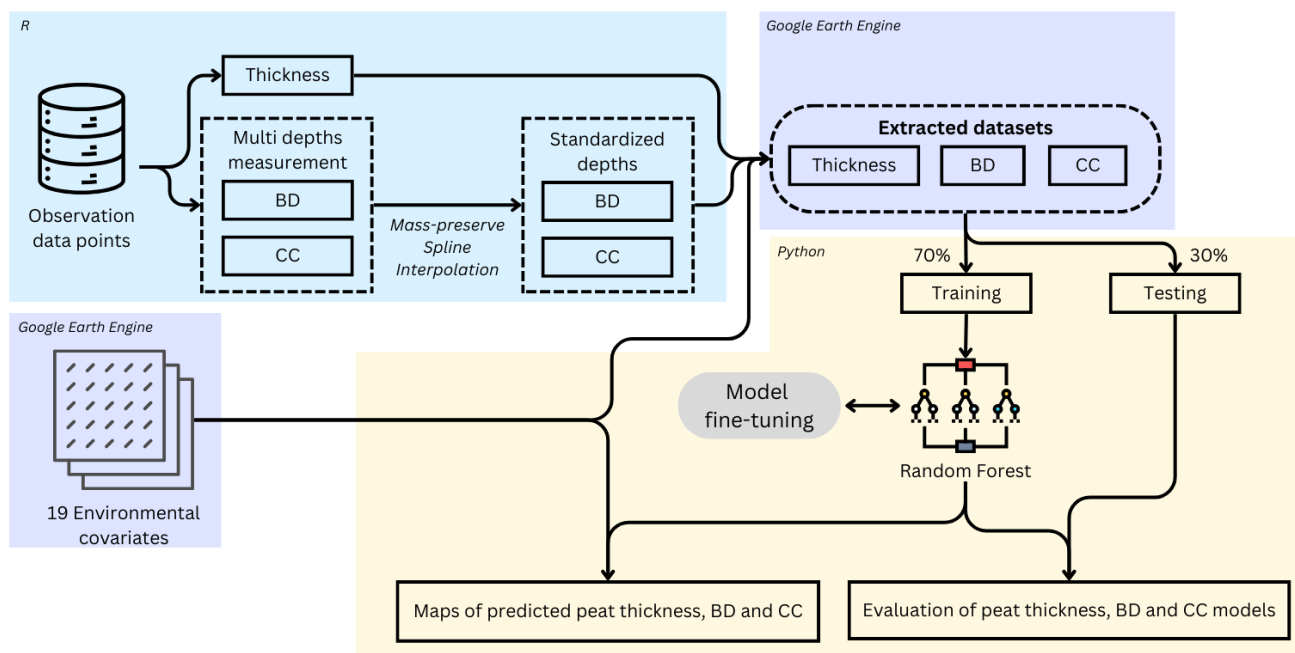 R
Google Earth Engine
Thickness
Multi depths
measurement
BD
CC
Mass-preserve
Spline
Interpolation
Standardized
depths
BD
CC
Observation
data points
Extracted datasets
Thickness
BD
CC
Python
70%
30%
Training
Testing
Google Earth Engine
19 Environmental
covariates
Model
fine-tuning
Random Forest
Maps of predicted peat thickness, BD and CC
Evaluation of peat thickness, BD and CC models